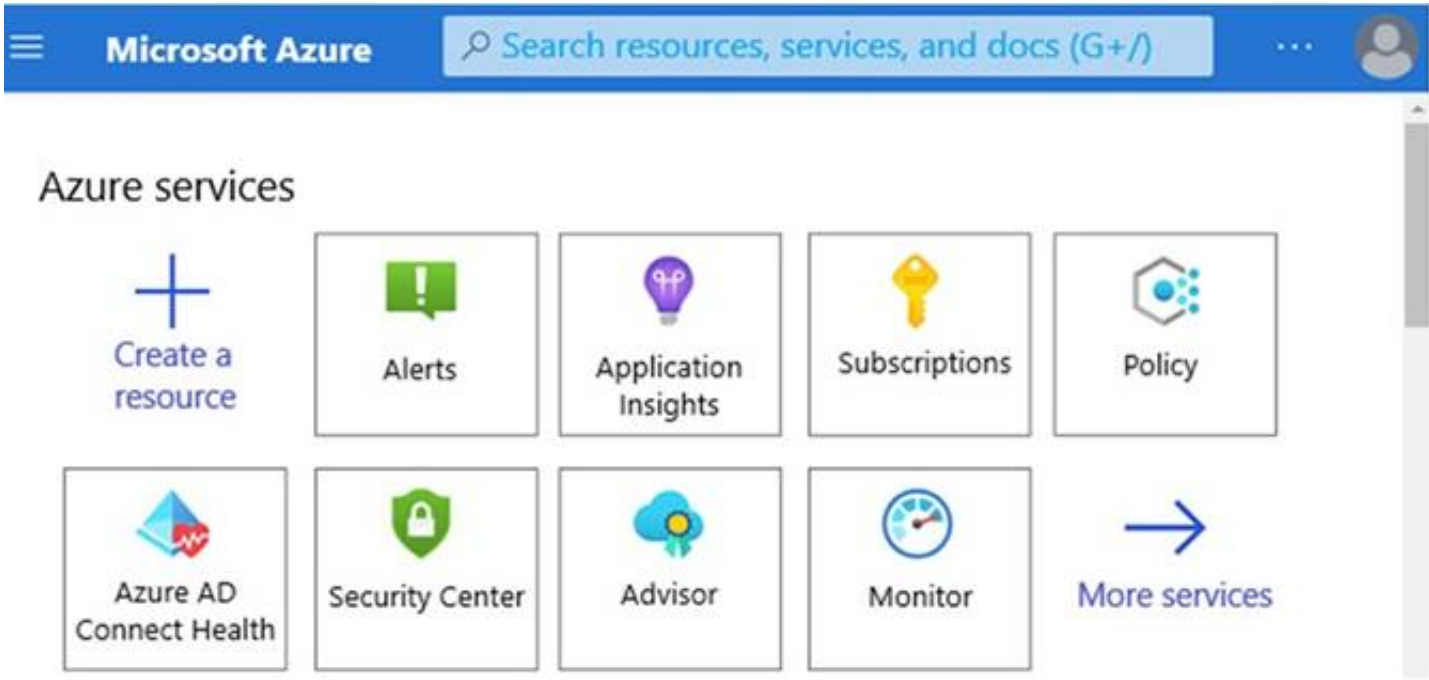 Microsoft Azure
Search resources, services, and docs (G+/)
...
Azure services
Create a
resource
Alerts
Application
Insights
Subscriptions
Policy
Azure AD
Connect Health
Security Center
Advisor
Monitor
More services